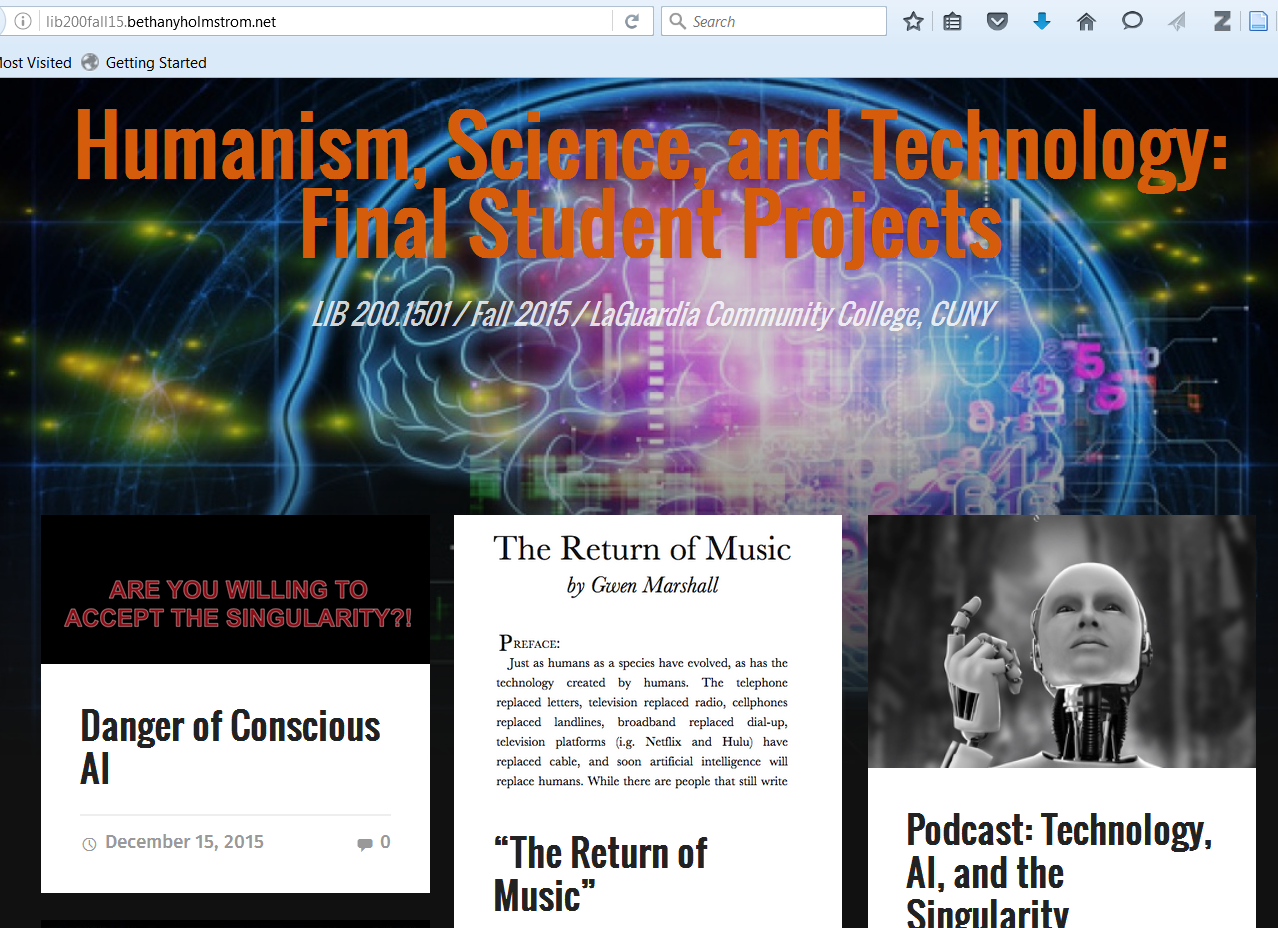 lib200fall15.bethanyholmstrom.net
Search
Most Visited
Getting Started
Humanism, Science, and Technology:
Final Student Projects
LIB 200.1501 / Fall 2015 / LaGuardia Community College, CUNY
ARE YOU WILLING TO
ACCEPT THE SINGULARITY?!
Danger of Conscious
AI
December 15, 2015
0
The Return of Music
by Gwen Marshall
PREFACE:
Just as humans as a species have evolved, as has the
technology created by humans. The telephone
replaced letters, television replaced radio, cellphones
replaced landlines, broadband replaced dial-up,
television platforms (i.g. Netflix and Hulu) have
replaced cable, and soon artificial intelligence will
replace humans. While there are people that still write
“The Return of
Music”
Podcast: Technology,
AI, and the
Singularity